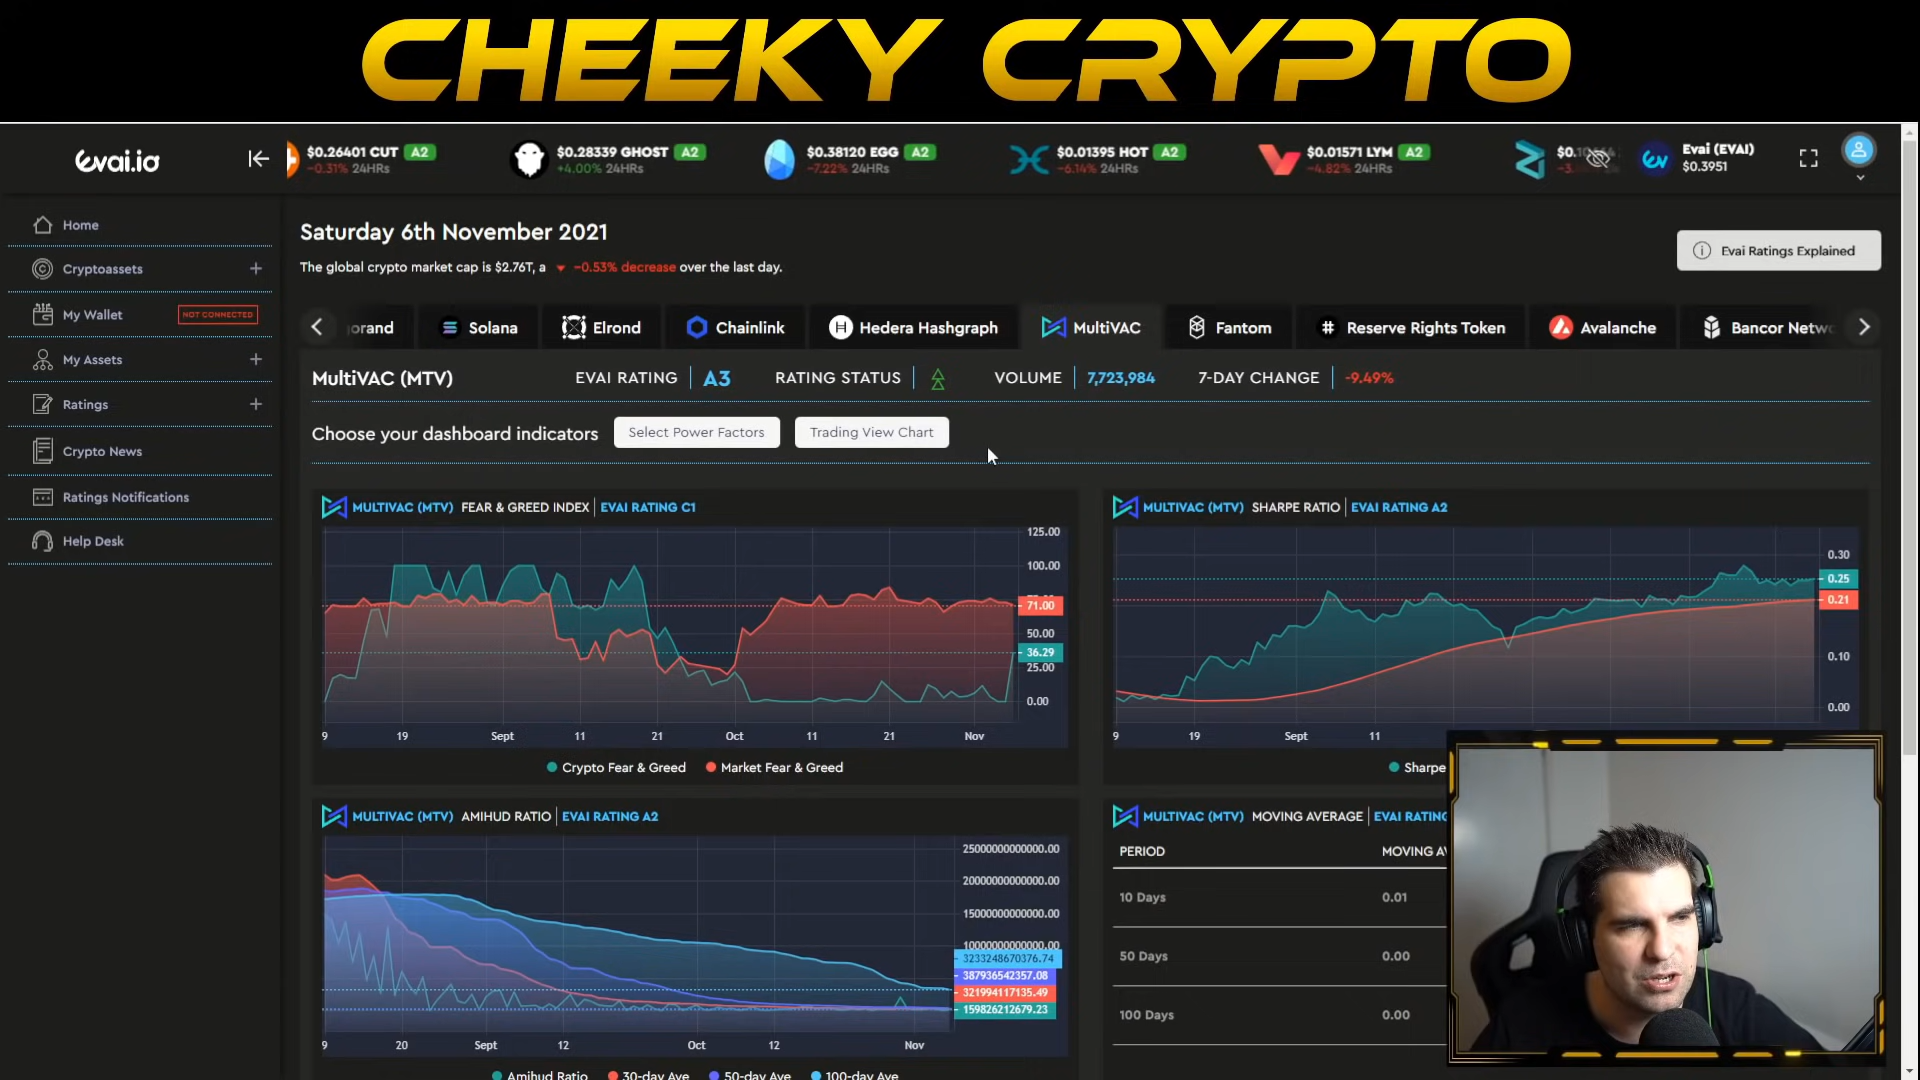 CHEEKY CRYPTO
evai.io
$0.26401 CUT A2
-0.31% 24HRs
$0.28339 GHOST A2
+4.00% 24HRs
$0.38120 EGG A2
-7.22% 24HRs
$0.01395 HOT A2
-6.14% 24HRs
$0.01571 LYM A2
-4.82% 24HRs
Evai (EVAI)
$0.3951
Home
Cryptoassets
My Wallet NOT CONNECTED
My Assets
Ratings
Crypto News
Ratings Notifications
Help Desk
Saturday 6th November 2021
The global crypto market cap is $2.76T, a -0.53% decrease over the last day.
Evai Ratings Explained
orand Solana Elrond Chainlink Hedera Hashgraph MultiVAC Fantom Reserve Rights Token Avalanche Bancor Netw
MultiVAC (MTV) EVAI RATING A3 RATING STATUS VOLUME 7,723,984 7-DAY CHANGE -9.49%
Choose your dashboard indicators Select Power Factors Trading View Chart
MULTIVAC (MTV) FEAR & GREED INDEX EVAI RATING C1
125.00
100.00
71.00
50.00
36.29
25.00
0.00
9 19 Sept 11 21 Oct 11 21 Nov
Crypto Fear & Greed Market Fear & Greed
MULTIVAC (MTV) SHARPE RATIO EVAI RATING A2
0.30
0.25
0.21
0.10
0.00
9 19 Sept 11
Sharpe
MULTIVAC (MTV) AMIHUD RATIO EVAI RATING A2
25000000000000.00
20000000000000.00
15000000000000.00
10000000000000.00
3233248670376.74
387936542357.08
321994117135.49
159826212679.23
9 20 Sept 12 Oct 12 Nov
Amihud Ratio 30-day Ave 50-day Ave 100-day Ave
MULTIVAC (MTV) MOVING AVERAGE EVAI RATING
PERIOD MOVING AV
10 Days 0.01
50 Days 0.00
100 Days 0.00